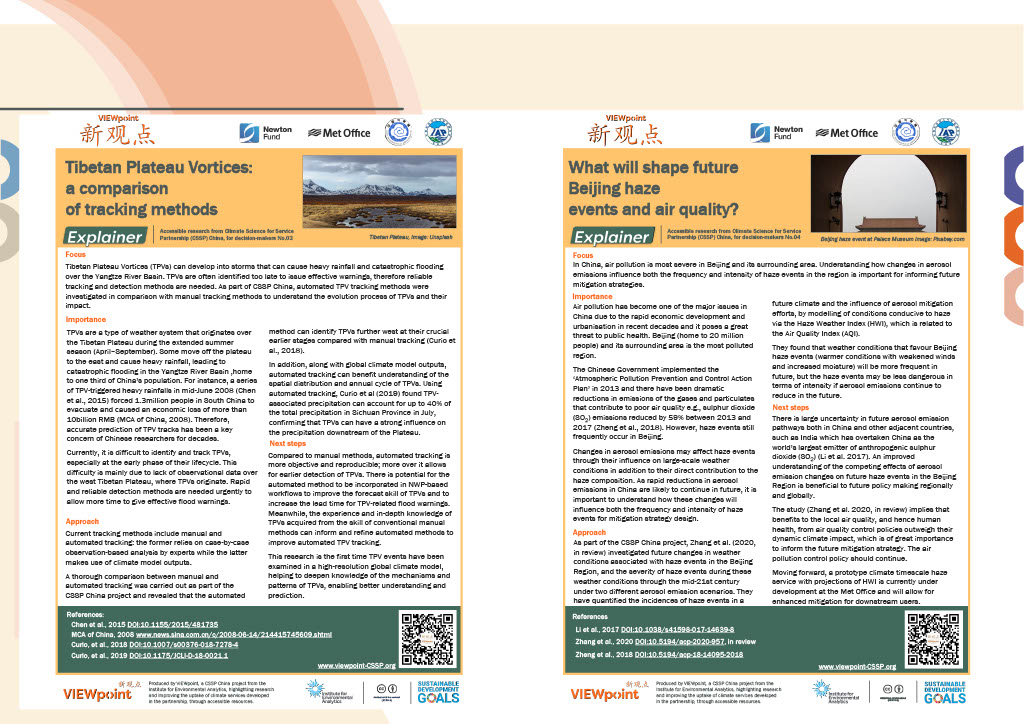 VIEWpoint
新观点
Newton
Fund
Met Office
Tibetan Plateau Vortices:
a comparison
of tracking methods
Explainer
Accessible research from Climate Science for Service
Partnership (CSSP) China, for decision-makers No.03
Tibetan Plateau, Image: Unsplash
Focus
Tibetan Plateau Vortices (TPVs) can develop into storms that can cause heavy rainfall and catastrophic flooding
over the Yangtze River Basin. TPVs are often identified too late to issue effective warnings, therefore reliable
tracking and detection methods are needed. As part of CSSP China, automated TPV tracking methods were
investigated in comparison with manual tracking methods to understand the evolution process of TPVs and their
impact.
Importance
TPVs are a type of weather system that originates over
the Tibetan Plateau during the extended summer
season (April–September). Some move off the plateau
to the east and cause heavy rainfall, leading to
catastrophic flooding in the Yangtze River Basin ,home
to one third of China's population. For instance, a series
of TPV-triggered heavy rainfalls in mid-June 2008 (Chen
et al., 2015) forced 1.3million people in South China to
evacuate and caused an economic loss of more than
10billion RMB (MCA of China, 2008). Therefore,
accurate prediction of TPV tracks has been a key
concern of Chinese researchers for decades.
Currently, it is difficult to identify and track TPVs,
especially at the early phase of their lifecycle. This
difficulty is mainly due to lack of observational data over
the west Tibetan Plateau, where TPVs originate. Rapid
and reliable detection methods are needed urgently to
allow more time to give effective flood warnings.
Approach
Current tracking methods include manual and
automated tracking: the former relies on case-by-case
observation-based analysis by experts while the latter
makes use of climate model outputs.
A thorough comparison between manual and
automated tracking was carried out as part of the
CSSP China project and revealed that the automated
method can identify TPVs further west at their crucial
earlier stages compared with manual tracking (Curio et
al., 2018).
In addition, along with global climate model outputs,
automated tracking can benefit understanding of the
spatial distribution and annual cycle of TPVs. Using
automated tracking, Curio et al (2019) found TPV-
associated precipitation can account for up to 40% of
the total precipitation in Sichuan Province in July,
confirming that TPVs can have a strong influence on
the precipitation downstream of the Plateau.
Next steps
Compared to manual methods, automated tracking is
more objective and reproducible; more over it allows
for earlier detection of TPVs. There is potential for the
automated method to be incorporated in NWP-based
workflows to improve the forecast skill of TPVs and to
increase the lead time for TPV-related flood warnings.
Meanwhile, the experience and in-depth knowledge of
TPVs acquired from the skill of conventional manual
methods can inform and refine automated methods to
improve automated TPV tracking.
This research is the first time TPV events have been
examined in a high-resolution global climate model,
helping to deepen knowledge of the mechanisms and
patterns of TPVs, enabling better understanding and
prediction.
References:
Chen et al., 2015 DOI:10.1155/2015/481735
MCA of China, 2008 www.news.sina.com.cn/c/2008-06-14/214415745609.shtml
Curio, et al., 2018 DOI:10.1007/s00376-018-7278-4
Curio, et al., 2019 DOI:10.1175/JCLI-D-18-0021.1
www.viewpoint-CSSP.org
新观点
VIEWpoint
Produced by VIEWpoint, a CSSP China project from the
Institute for Environmental Analytics, highlighting research
and improving the uptake of climate services developed
in the partnership, through accessible resources.
Institute for
Environmental
Analytics
SUSTAINABLE
DEVELOPMENT
GOALS
VIEWpoint
新观点
Newton
Fund
Met Office
What will shape future
Beijing haze
events and air quality?
Explainer
Accessible research from Climate Science for Service
Partnership (CSSP) China, for decision-makers No.04
Beijing haze event at Palace Museum Image: Pixabay.com
Focus
In China, air pollution is most severe in Beijing and its surrounding area. Understanding how changes in aerosol
emissions influence both the frequency and intensity of haze events in the region is important for informing future
mitigation strategies.
Importance
Air pollution has become one of the major issues in
China due to the rapid economic development and
urbanisation in recent decades and it poses a great
threat to public health. Beijing (home to 20 million
people) and its surrounding area is the most polluted
region.
The Chinese Government implemented the
'Atmospheric Pollution Prevention and Control Action
Plan' in 2013 and there have been dramatic
reductions in emissions of the gases and particulates
that contribute to poor air quality e.g., sulphur dioxide
(SO₂) emissions reduced by 59% between 2013 and
2017 (Zheng et al., 2018). However, haze events still
frequently occur in Beijing.
Changes in aerosol emissions may affect haze events
through their influence on large-scale weather
conditions in addition to their direct contribution to the
haze composition. As rapid reductions in aerosol
emissions in China are likely to continue in future, it is
important to understand how these changes will
influence both the frequency and intensity of haze
events for mitigation strategy design.
Approach
As part of the CSSP China project, Zhang et al. (2020,
in review) investigated future changes in weather
conditions associated with haze events in the Beijing
Region, and the severity of haze events during these
weather conditions through the mid-21st century
under two different aerosol emission scenarios. They
have quantified the incidences of haze events in a
future climate and the influence of aerosol mitigation
efforts, by modelling of conditions conducive to haze
via the Haze Weather Index (HWI), which is related to
the Air Quality Index (AQI).
They found that weather conditions that favour Beijing
haze events (warmer conditions with weakened winds
and increased moisture) will be more frequent in
future, but the haze events may be less dangerous in
terms of intensity if aerosol emissions continue to
reduce in the future.
Next steps
There is large uncertainty in future aerosol emission
pathways both in China and other adjacent countries,
such as India which has overtaken China as the
world's largest emitter of anthropogenic sulphur
dioxide (SO₂) (Li et al. 2017). An improved
understanding of the competing effects of aerosol
emission changes on future haze events in the Beijing
Region is beneficial to future policy making regionally
and globally.
The study (Zhang et al. 2020, in review) implies that
benefits to the local air quality, and hence human
health, from air quality control policies outweigh their
dynamic climate impact, which is of great importance
to inform the future mitigation strategy. The air
pollution control policy should continue.
Moving forward, a prototype climate timescale haze
service with projections of HWI is currently under
development at the Met Office and will allow for
enhanced mitigation for downstream users.
References
Li et al., 2017 DOI:10.1038/s41598-017-14639-8
Zhang et al., 2020 DOI:10.5194/acp-2020-957, in review
Zheng et al., 2018 DOI:10.5194/acp-18-14095-2018
www.viewpoint-CSSP.org
新观点
VIEWpoint
Produced by VIEWpoint, a CSSP China project from the
Institute for Environmental Analytics, highlighting research
and improving the uptake of climate services developed
in the partnership, through accessible resources.
Institute for
Environmental
Analytics
SUSTAINABLE
DEVELOPMENT
GOALS